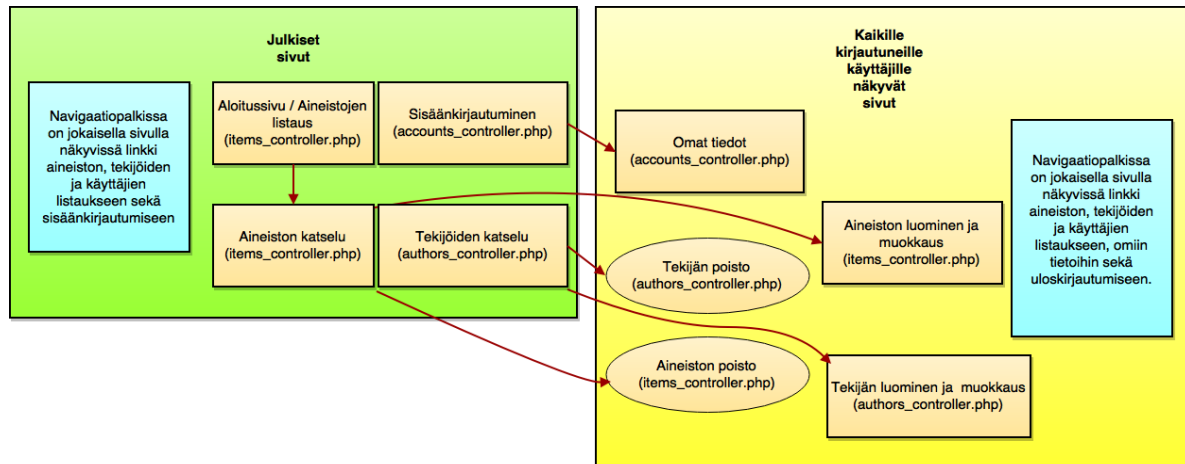 Julkiset
sivut
Navigaatiopalkissa
on jokaisella sivulla
näkyvissä linkki
aineiston, tekijöiden
ja käyttäjien
listaukseen sekä
sisäänkirjautumiseen
Aloitussivu / Aineistojen
listaus
(items_controller.php)
Sisäänkirjautuminen
(accounts_controller.php)
Aineiston katselu
(items_controller.php)
Tekijöiden katselu
(authors_controller.php)
Kaikille
kirjautuneille
käyttäjille
näkyvät
sivut
Omat tiedot
(accounts_controller.php)
Aineiston luominen ja
muokkaus
(items_controller.php)
Tekijän poisto
(authors_controller.php)
Aineiston poisto
(items_controller.php)
Tekijän luominen ja muokkaus
(authors_controller.php)
Navigaatiopalkissa
on jokaisella sivulla
näkyvissä linkki
aineiston, tekijöiden
ja käyttäjien
listaukseen, omiin
tietoihin sekä
uloskirjautumiseen.